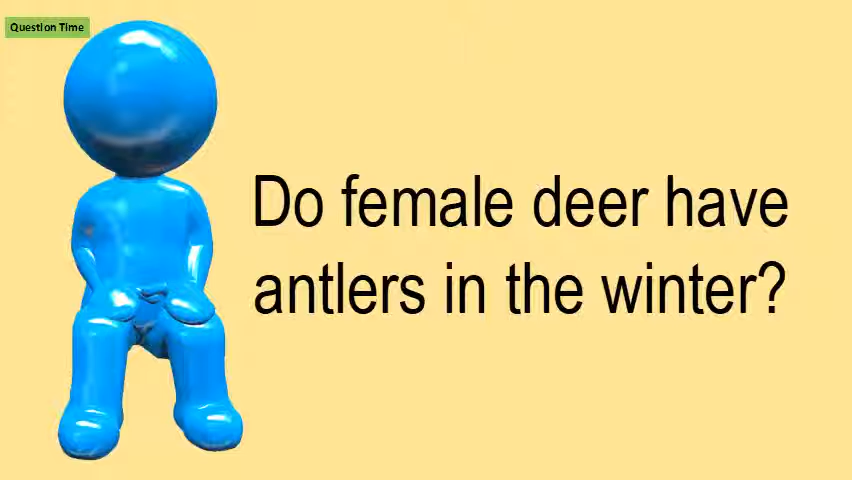 Question Time
Do female deer have
antlers in the winter?